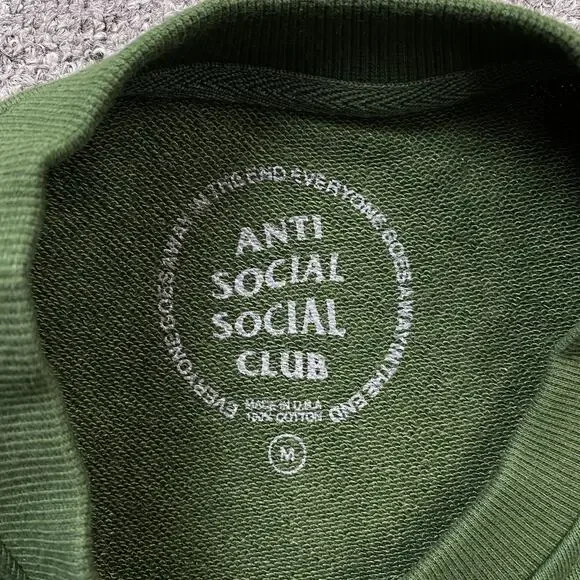 EVERYONE GOES AWAY IN THE END EVERYONE GOES AWAY IN THE END
ANTI
SOCIAL
SOCIAL
CLUB
MADE IN U.S.A
100% COTTON
M